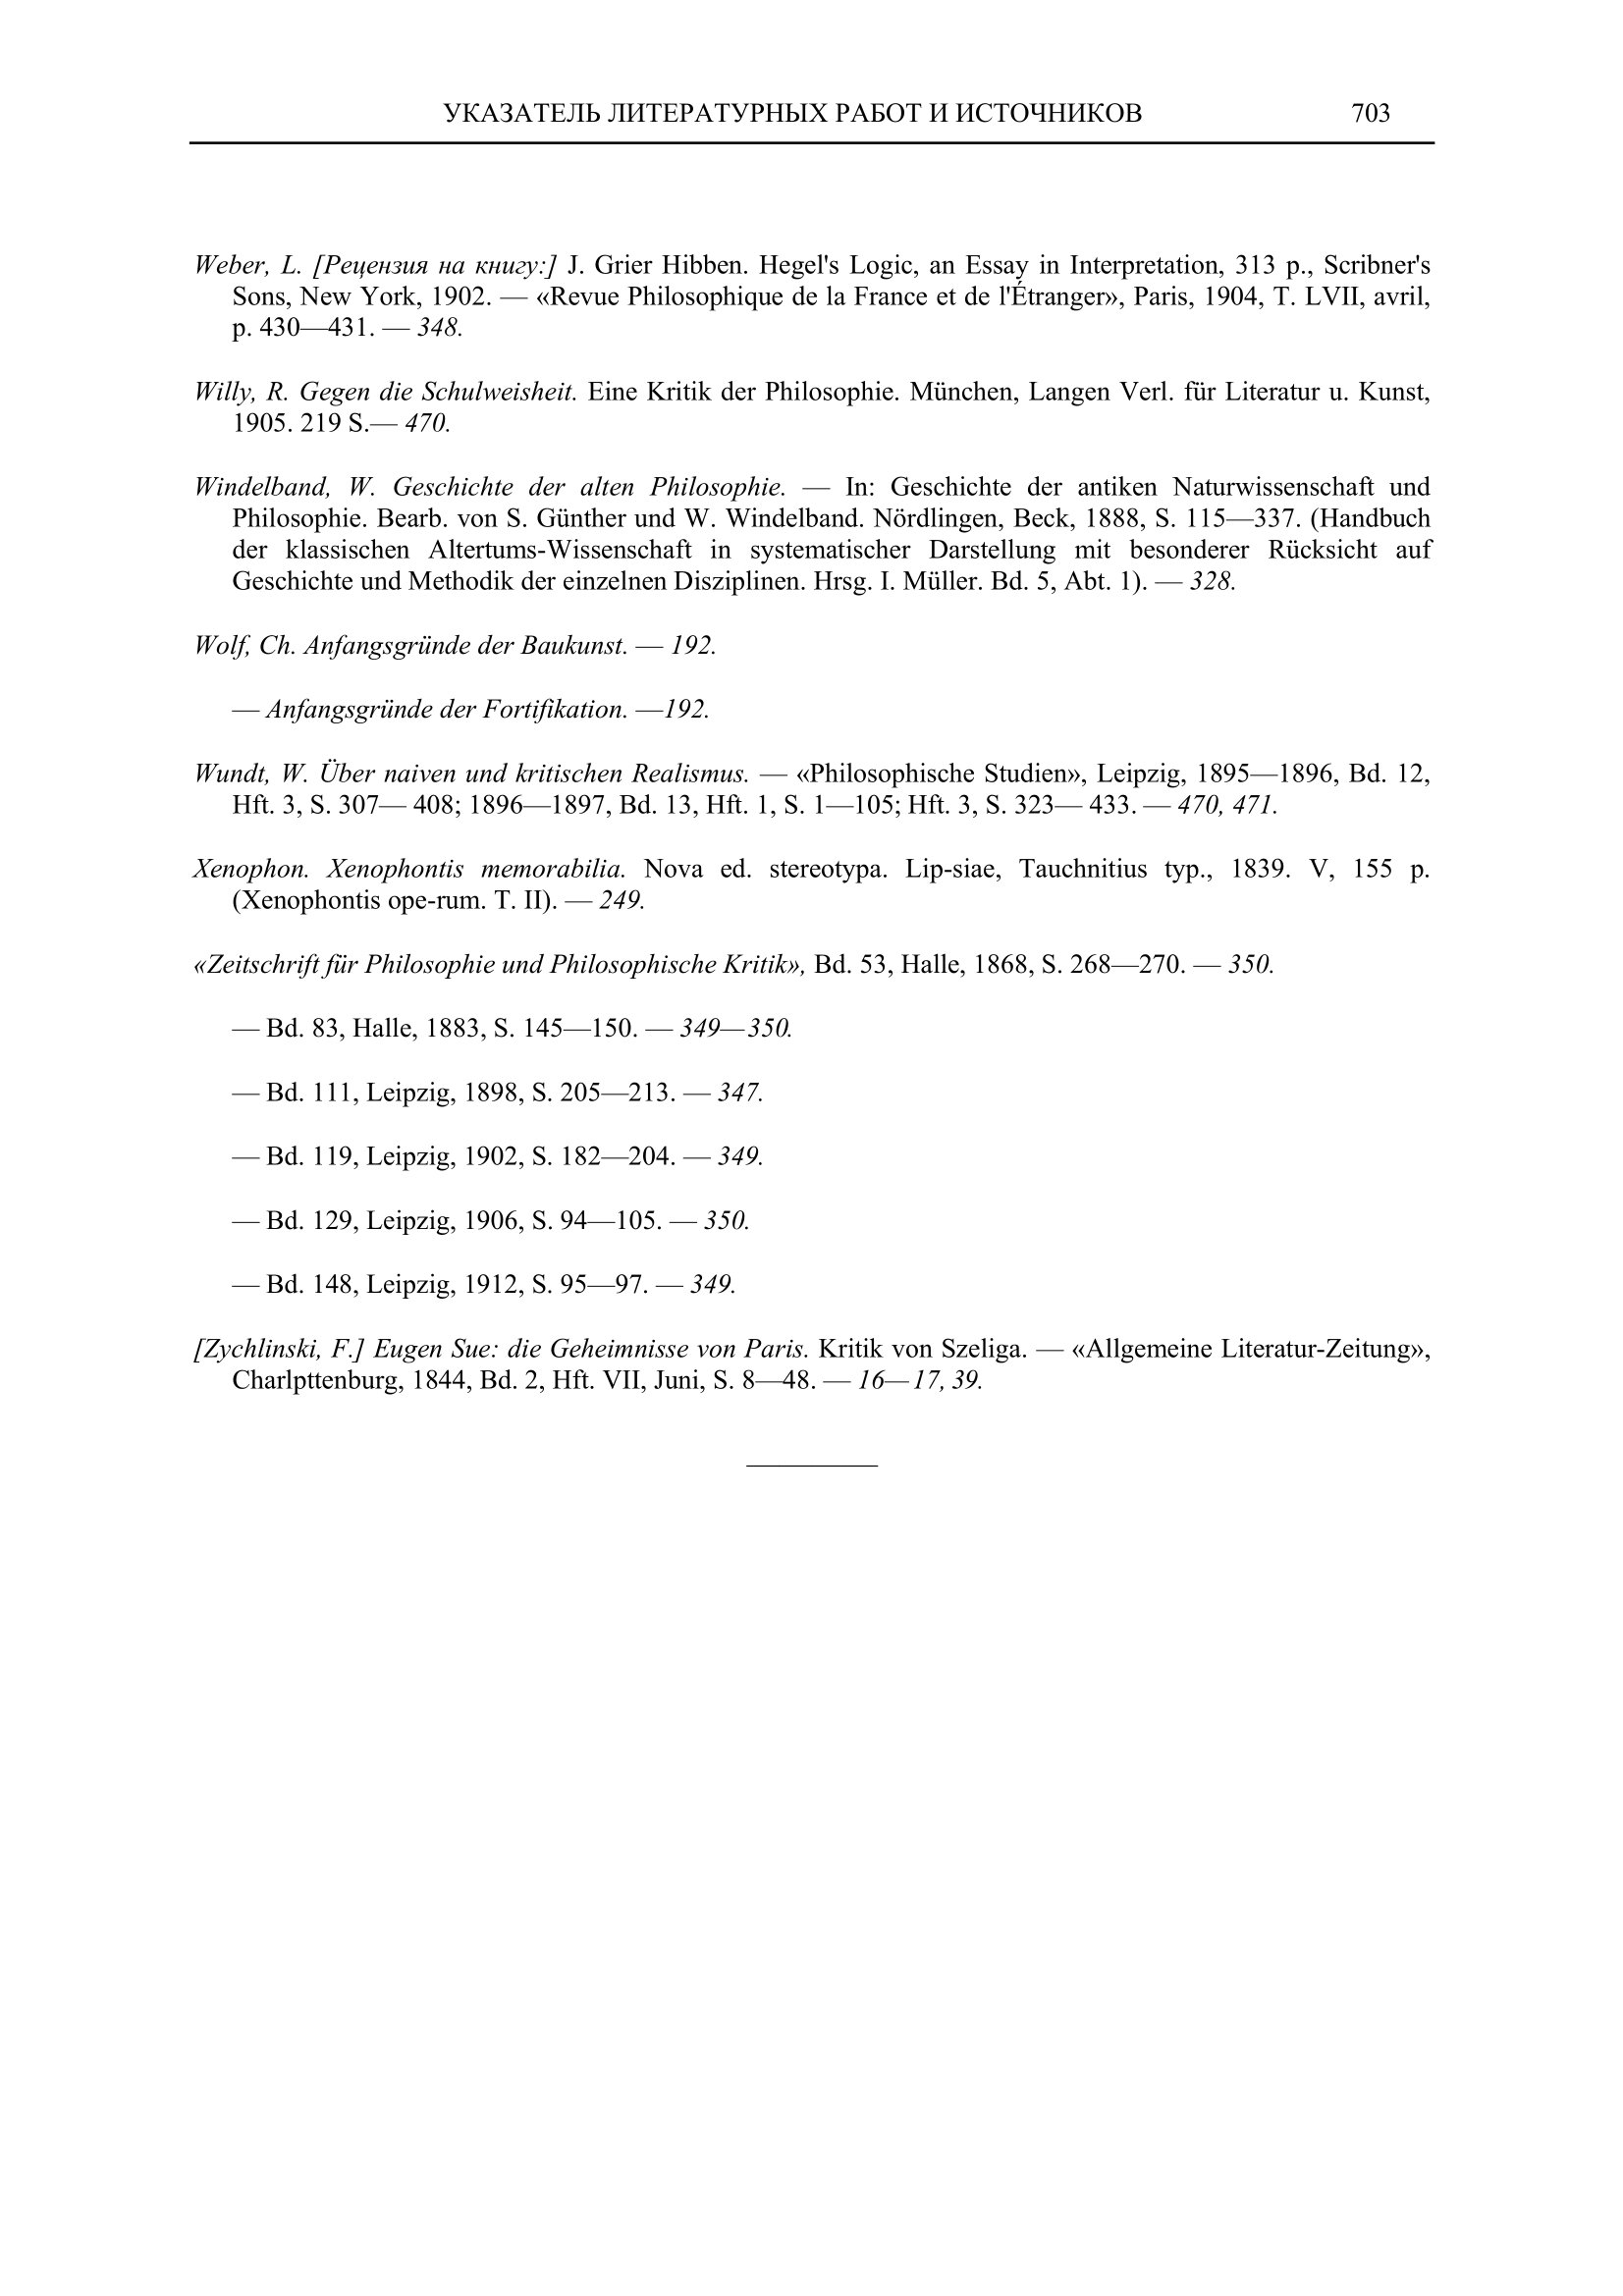 УКАЗАТЕЛЬ ЛИТЕРАТУРНЫХ РАБОТ И ИСТОЧНИКОВ 703
Weber, L. [Рецензия на книгу:] J. Grier Hibben. Hegel's Logic, an Essay in Interpretation, 313 p., Scribner's
Sons, New York, 1902. — «Revue Philosophique de la France et de l'Étranger», Paris, 1904, T. LVII, avril,
p. 430—431. — 348.
Willy, R. Gegen die Schulweisheit. Eine Kritik der Philosophie. München, Langen Verl. für Literatur u. Kunst,
1905. 219 S.— 470.
Windelband, W. Geschichte der alten Philosophie. — In: Geschichte der antiken Naturwissenschaft und
Philosophie. Bearb. von S. Günther und W. Windelband. Nördlingen, Beck, 1888, S. 115—337. (Handbuch
der klassischen Altertums-Wissenschaft in systematischer Darstellung mit besonderer Rücksicht auf
Geschichte und Methodik der einzelnen Disziplinen. Hrsg. I. Müller. Bd. 5, Abt. 1). — 328.
Wolf, Ch. Anfangsgründe der Baukunst. — 192.
— Anfangsgründe der Fortifikation. —192.
Wundt, W. Über naiven und kritischen Realismus. — «Philosophische Studien», Leipzig, 1895—1896, Bd. 12,
Hft. 3, S. 307— 408; 1896—1897, Bd. 13, Hft. 1, S. 1—105; Hft. 3, S. 323— 433. — 470, 471.
Xenophon. Xenophontis memorabilia. Nova ed. stereotypa. Lip-siae, Tauchnitius typ., 1839. V, 155 p.
(Xenophontis ope-rum. T. II). — 249.
«Zeitschrift für Philosophie und Philosophische Kritik», Bd. 53, Halle, 1868, S. 268—270. — 350.
— Bd. 83, Halle, 1883, S. 145—150. — 349—350.
— Bd. 111, Leipzig, 1898, S. 205—213. — 347.
— Bd. 119, Leipzig, 1902, S. 182—204. — 349.
— Bd. 129, Leipzig, 1906, S. 94—105. — 350.
— Bd. 148, Leipzig, 1912, S. 95—97. — 349.
[Zychlinski, F.] Eugen Sue: die Geheimnisse von Paris. Kritik von Szeliga. — «Allgemeine Literatur-Zeitung»,
Charlpttenburg, 1844, Bd. 2, Hft. VII, Juni, S. 8—48. — 16—17, 39.